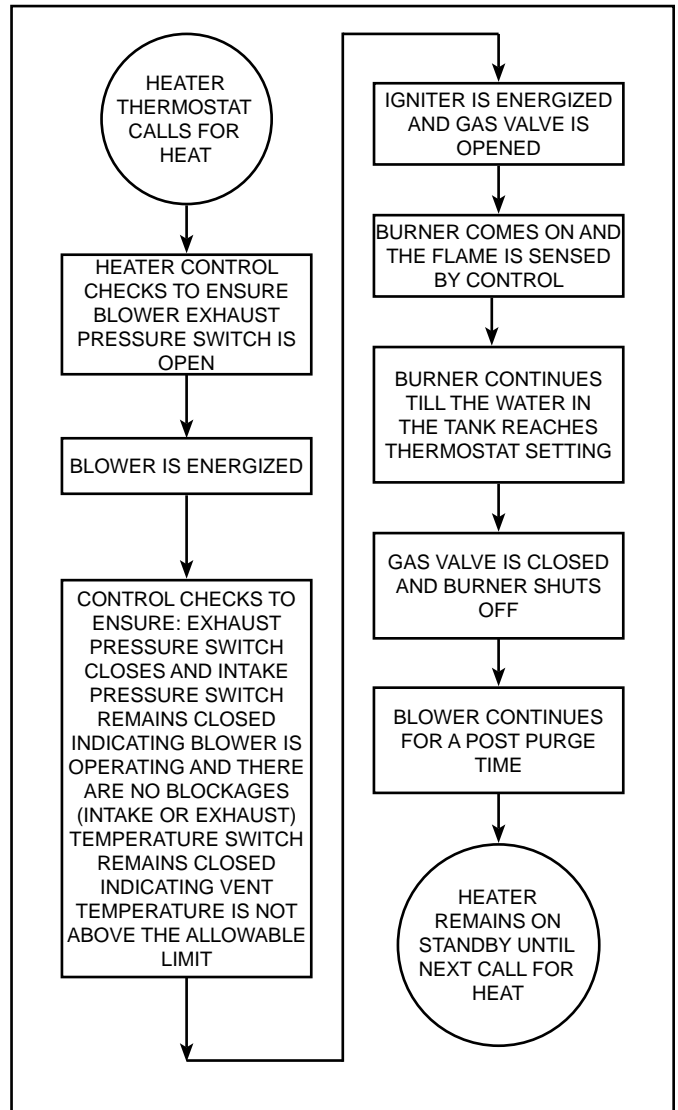 HEATER
THERMOSTAT
CALLS FOR
HEAT
HEATER CONTROL
CHECKS TO ENSURE
BLOWER EXHAUST
PRESSURE SWITCH IS
OPEN
BLOWER IS ENERGIZED
CONTROL CHECKS TO
ENSURE: EXHAUST
PRESSURE SWITCH
CLOSES AND INTAKE
PRESSURE SWITCH
REMAINS CLOSED
INDICATING BLOWER IS
OPERATING AND THERE
ARE NO BLOCKAGES
(INTAKE OR EXHAUST)
TEMPERATURE SWITCH
REMAINS CLOSED
INDICATING VENT
TEMPERATURE IS NOT
ABOVE THE ALLOWABLE
LIMIT
IGNITER IS ENERGIZED
AND GAS VALVE IS
OPENED
BURNER COMES ON AND
THE FLAME IS SENSED
BY CONTROL
BURNER CONTINUES
TILL THE WATER IN
THE TANK REACHES
THERMOSTAT SETTING
GAS VALVE IS CLOSED
AND BURNER SHUTS
OFF
BLOWER CONTINUES
FOR A POST PURGE
TIME
HEATER
REMAINS ON
STANDBY UNTIL
NEXT CALL FOR
HEAT